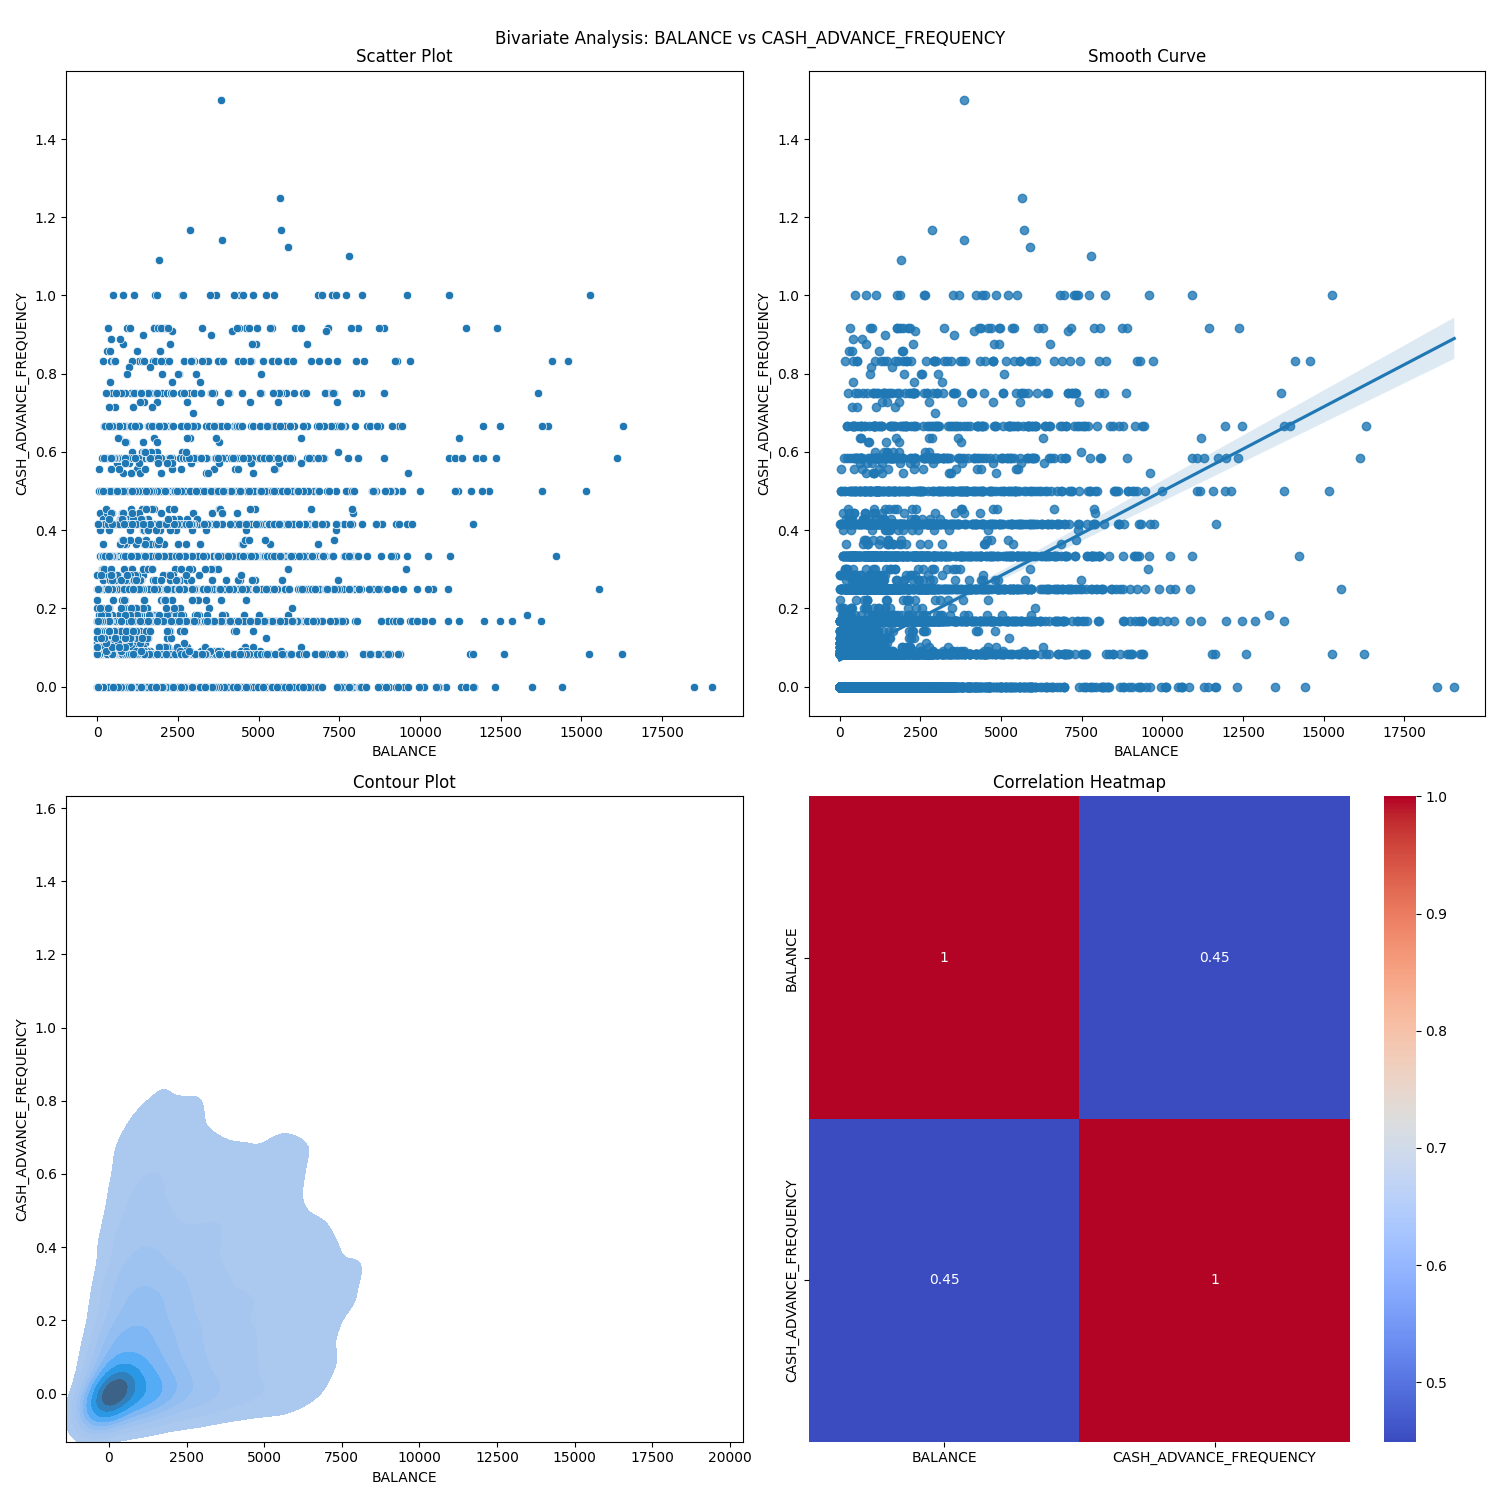 Bivariate Analysis: BALANCE vs CASH_ADVANCE_FREQUENCY
Scatter Plot
CASH_ADVANCE_FREQUENCY
1.4
1.2
1.0
0.8
0.6
0.4
0.2
0.0
0 2500 5000 7500 10000 12500 15000 17500
BALANCE
Smooth Curve
CASH_ADVANCE_FREQUENCY
1.4
1.2
1.0
0.8
0.6
0.4
0.2
0.0
0 2500 5000 7500 10000 12500 15000 17500
BALANCE
Contour Plot
CASH_ADVANCE_FREQUENCY
1.6
1.4
1.2
1.0
0.8
0.6
0.4
0.2
0.0
0 2500 5000 7500 10000 12500 15000 17500 20000
BALANCE
Correlation Heatmap
BALANCE
CASH_ADVANCE_FREQUENCY
1 0.45
0.45 1
BALANCE CASH_ADVANCE_FREQUENCY
1.0
0.9
0.8
0.7
0.6
0.5